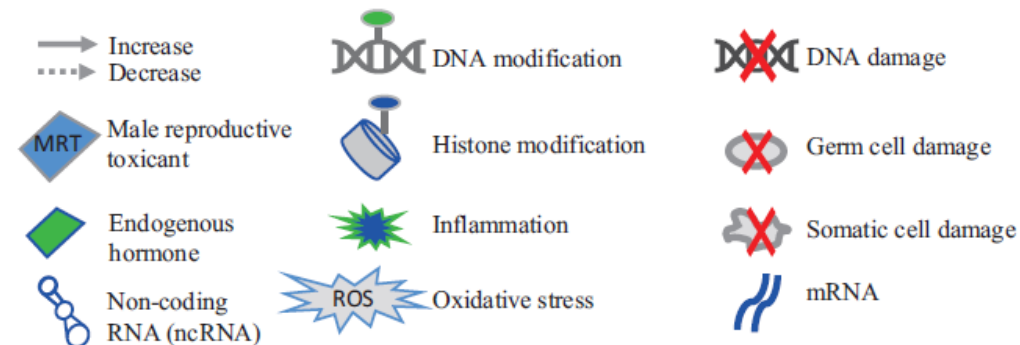 Increase
Decrease
DNA modification
DNA damage
MRT
Male reproductive
toxicant
Histone modification
Germ cell damage
Endogenous
hormone
Inflammation
Somatic cell damage
Non-coding
RNA (ncRNA)
ROS
Oxidative stress
mRNA